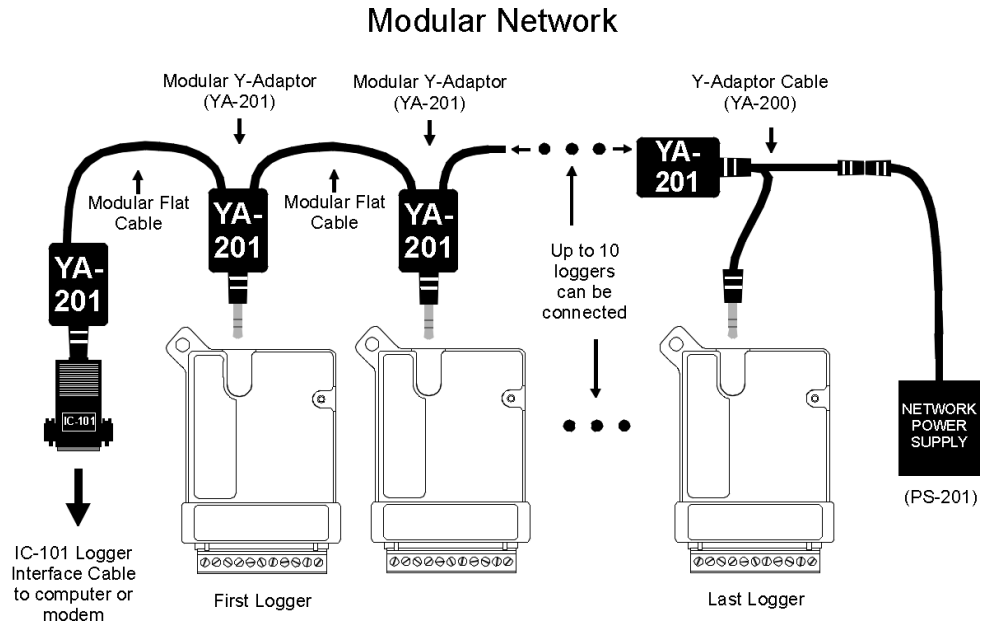 Modular Network
Modular Y-Adaptor
(YA-201)
Modular Y-Adaptor
(YA-201)
Y-Adaptor Cable
(YA-200)
YA-
201
Modular Flat
Cable
Modular Flat
Cable
YA-
201
YA-
201
YA-
201
Up to 10
loggers
can be
connected
IC-101
NETWORK
POWER
SUPPLY
(PS-201)
IC-101 Logger
Interface Cable
to computer or
modem
First Logger
Last Logger